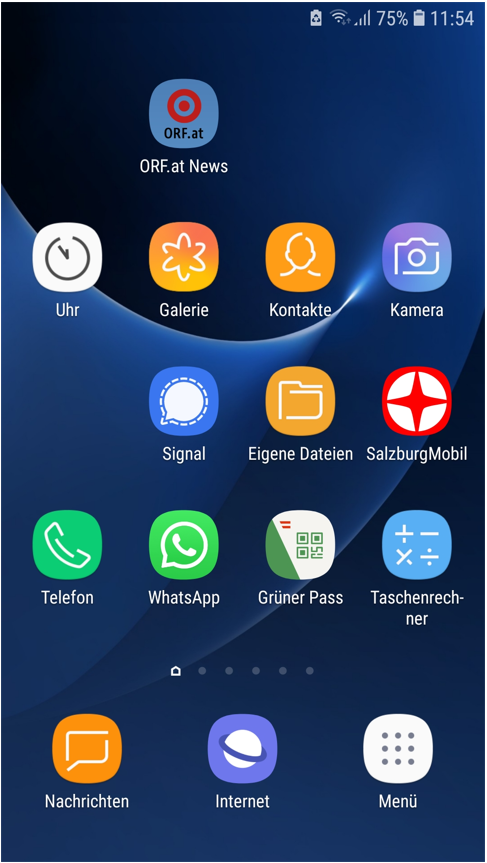 75% 11:54
ORF.at
ORF.at News
Uhr Galerie Kontakte Kamera
Signal Eigene Dateien SalzburgMobil
Telefon WhatsApp Grüner Pass Taschenrech-
ner
Nachrichten Internet Menü